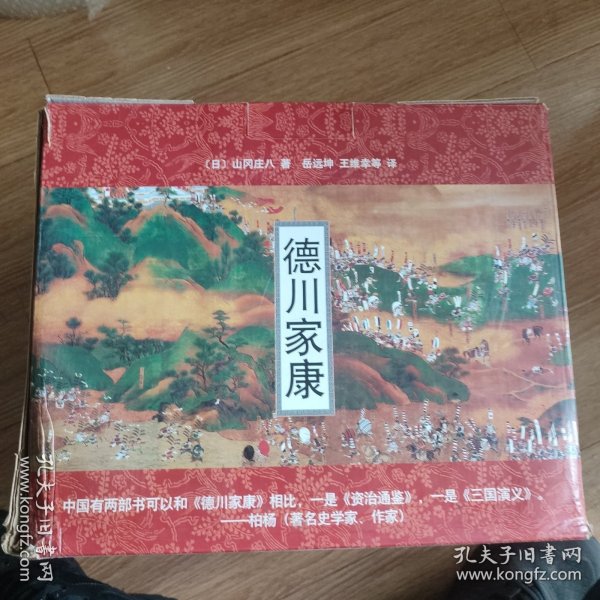 〔日〕山冈庄八 著 岳远坤 王维幸等 译
德川家康
中国有两部书可以和《德川家康》相比，一是《资治通鉴》，一是《三国演义》。
——柏杨（著名史学家、作家）
孔夫子旧书网
www.kongfz.com
孔夫子旧书网
www.kongfz.com